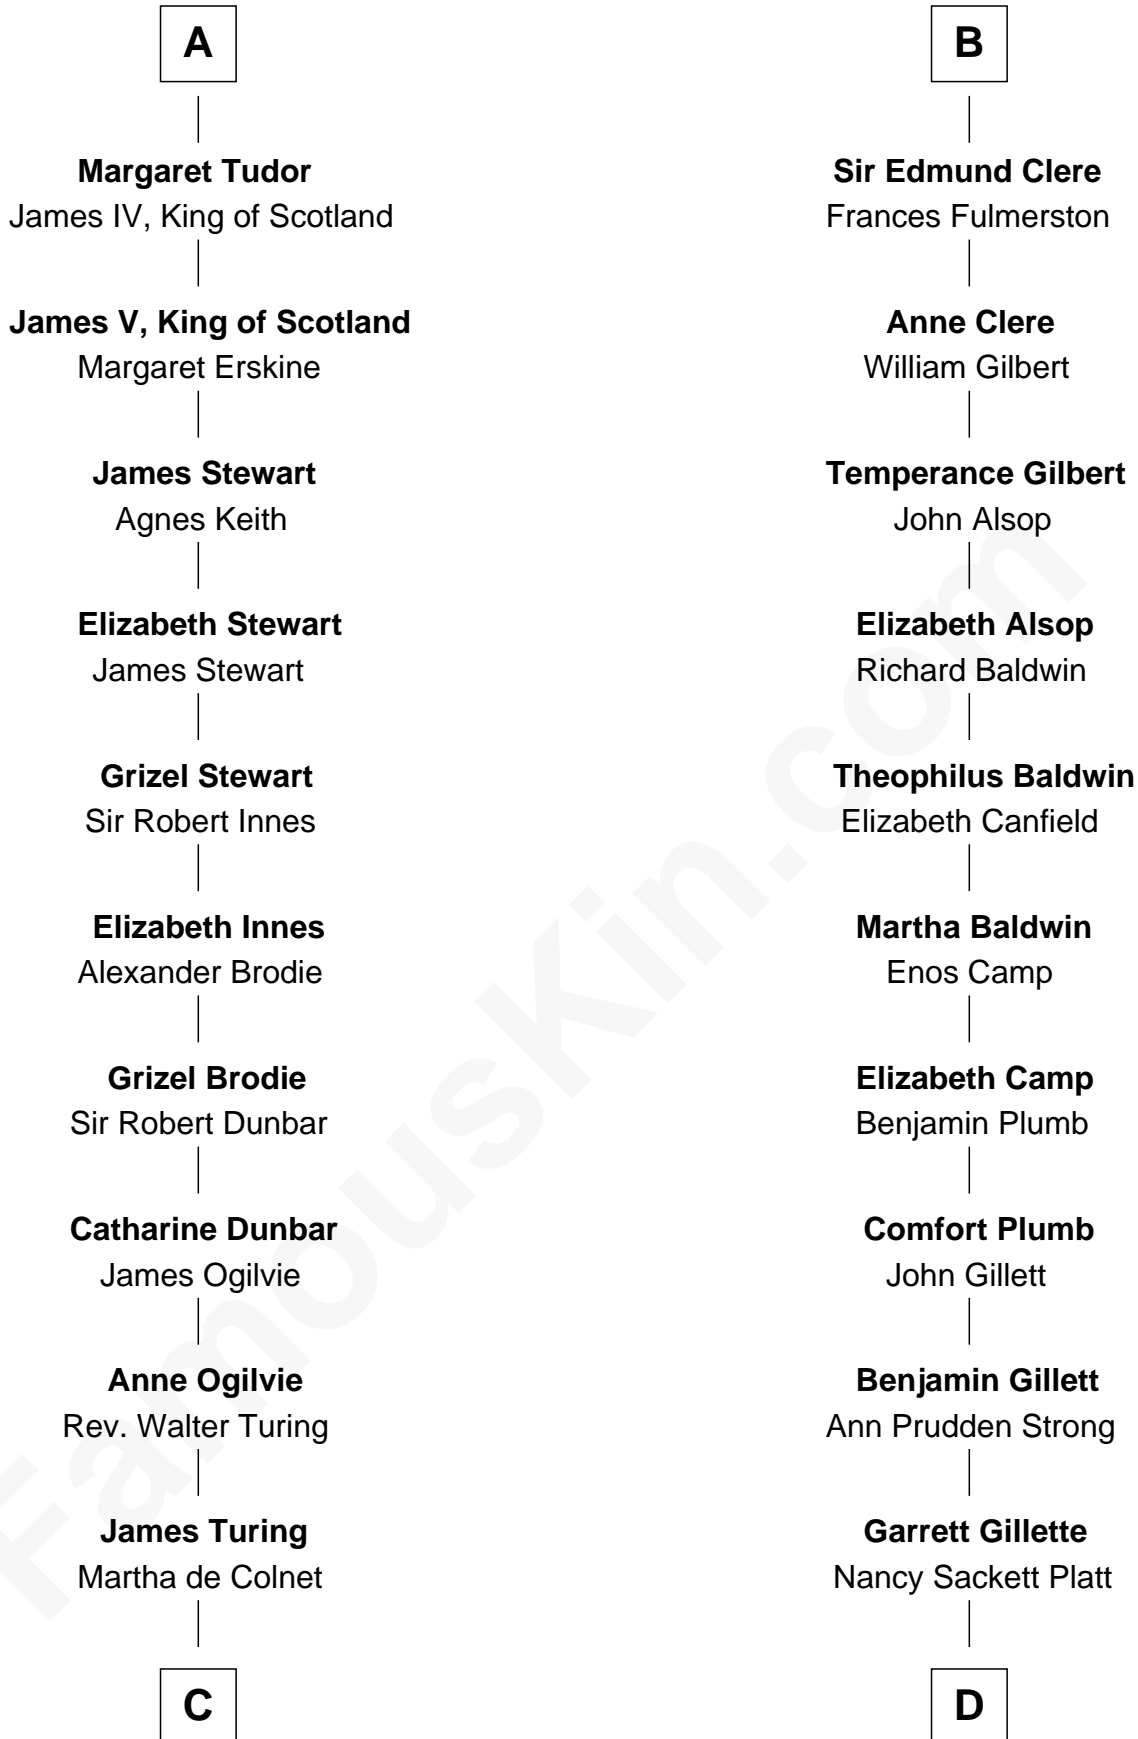 A
Margaret Tudor
James IV, King of Scotland
James V, King of Scotland
Margaret Erskine
James Stewart
Agnes Keith
Elizabeth Stewart
James Stewart
Grizel Stewart
Sir Robert Innes
Elizabeth Innes
Alexander Brodie
Grizel Brodie
Sir Robert Dunbar
Catharine Dunbar
James Ogilvie
Anne Ogilvie
Rev. Walter Turing
James Turing
Martha de Colnet
C
B
Sir Edmund Clere
Frances Fulmerston
Anne Clere
William Gilbert
Temperance Gilbert
John Alsop
Elizabeth Alsop
Richard Baldwin
Theophilus Baldwin
Elizabeth Canfield
Martha Baldwin
Enos Camp
Elizabeth Camp
Benjamin Plumb
Comfort Plumb
John Gillett
Benjamin Gillett
Ann Prudden Strong
Garrett Gillette
Nancy Sackett Platt
D
FamousKin.com